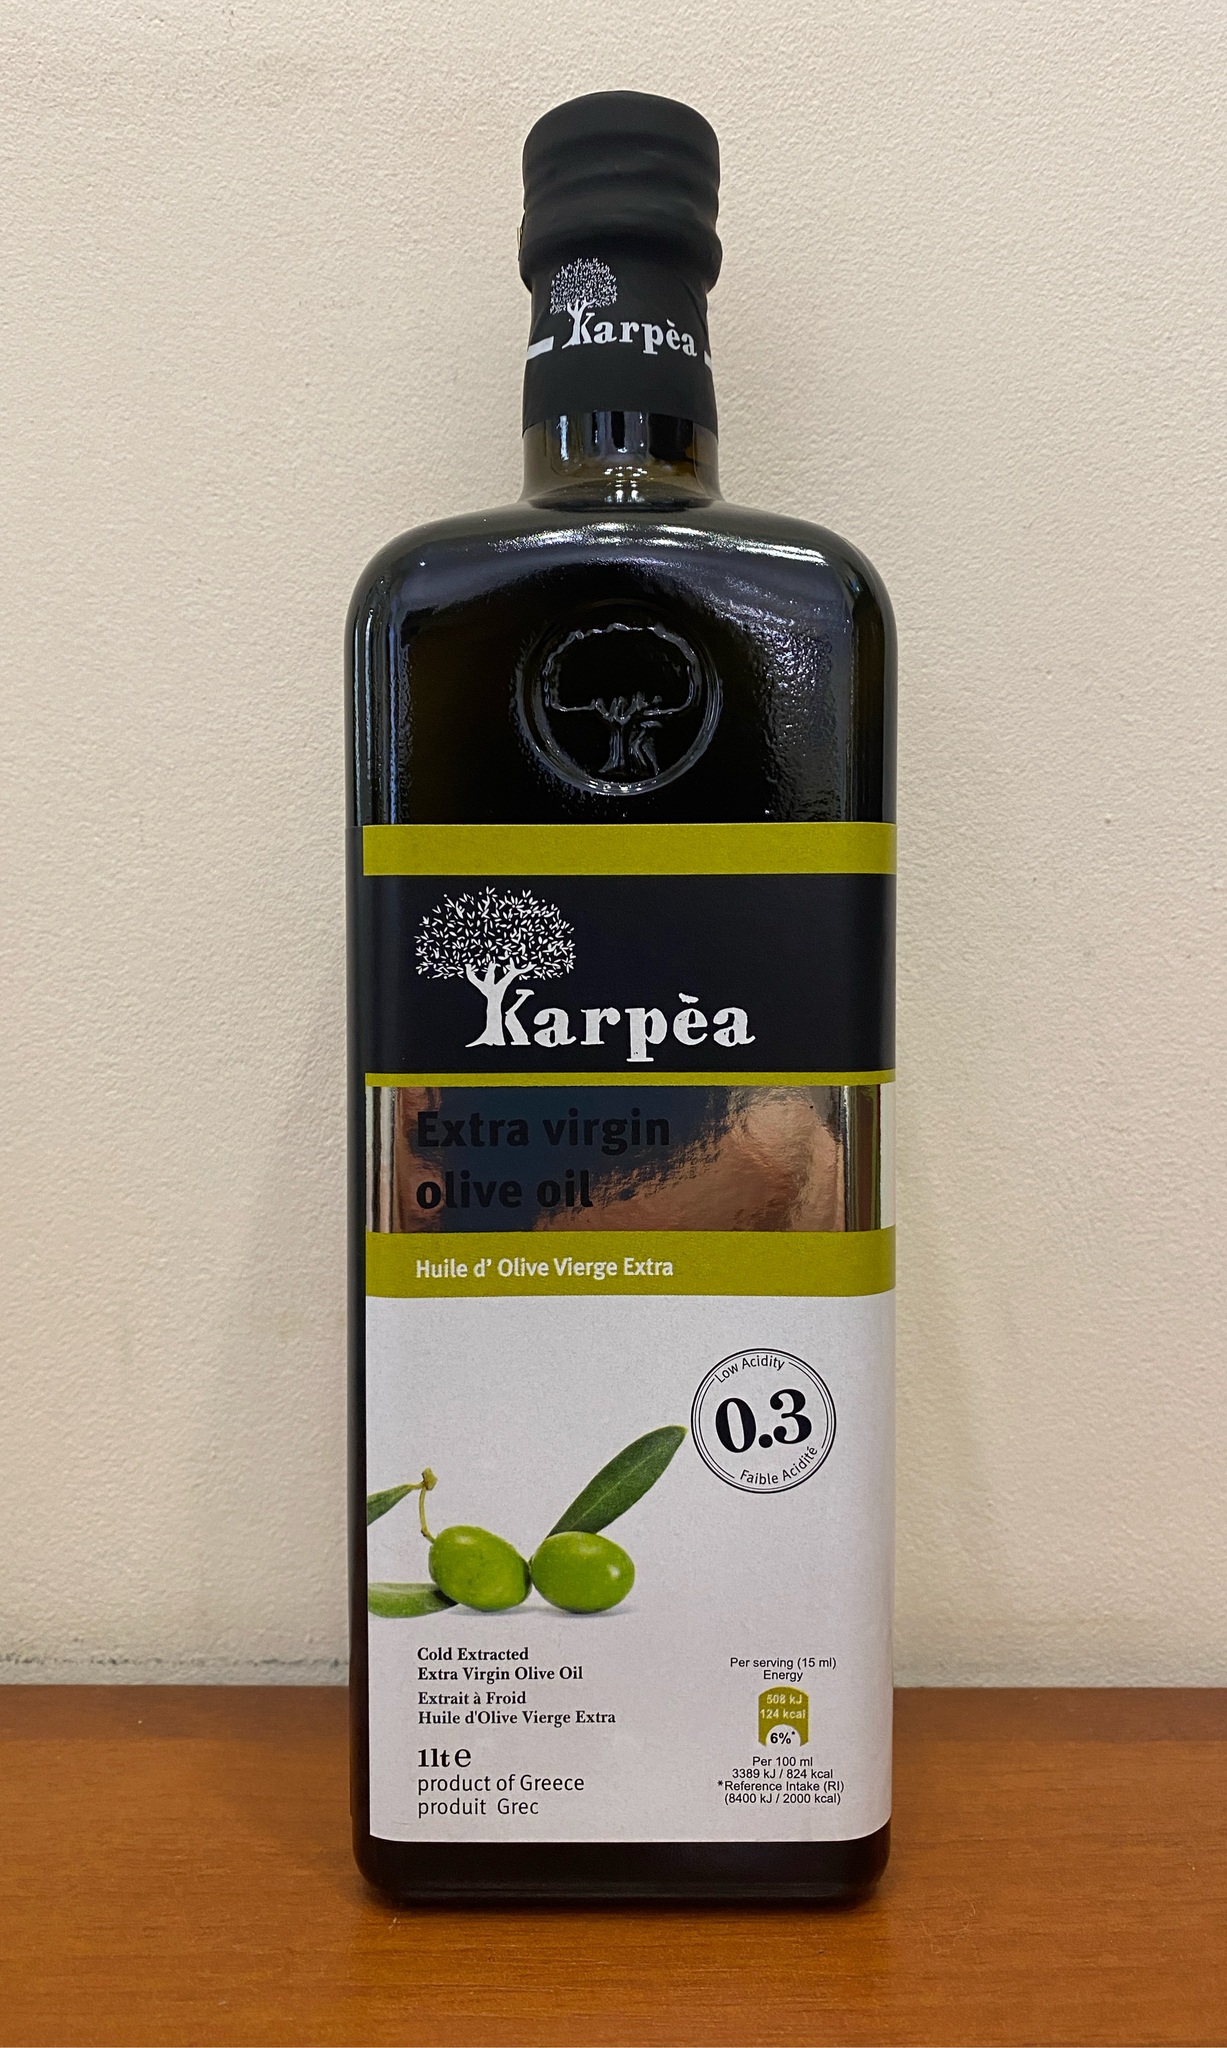 Karpèa
Karpèa
Extra virgin
olive oil
Huile d' Olive Vierge Extra
Low Acidity
0.3
Faible Acidité
Cold Extracted
Extra Virgin Olive Oil
Extrait à Froid
Huile d'Olive Vierge Extra
1lt e
product of Greece
produit Grec
Per serving (15 ml)
Energy
508 kJ
124 kcal
6%*
Per 100 ml
3389 kJ / 824 kcal
*Reference Intake (RI)
(8400 kJ / 2000 kcal)